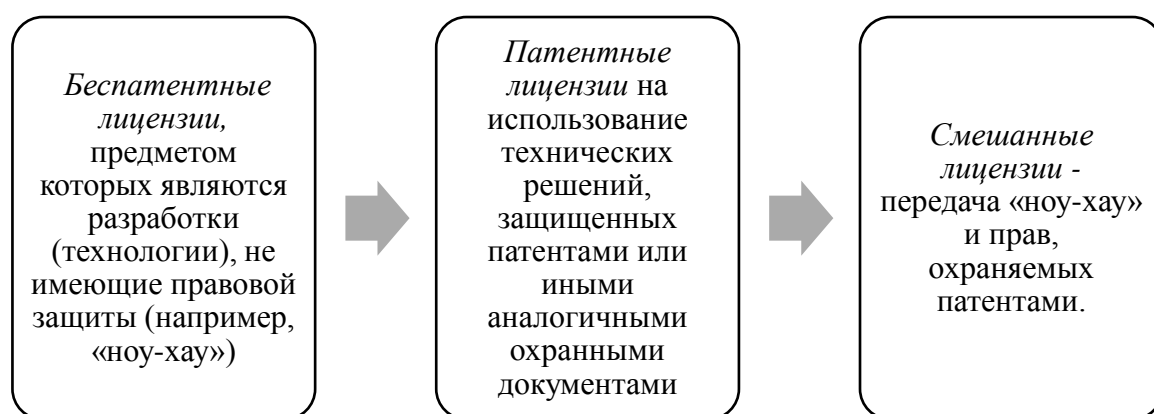 Беспатентные
лицензии,
предметом
которых являются
разработки
(технологии), не
имеющие правовой
защиты (например,
«ноу-хау»)
Патентные
лицензии на
использование
технических
решений,
защищенных
патентами или
иными
аналогичными
охранными
документами
Смешанные
лицензии -
передача «ноу-хау»
и прав,
охраняемых
патентами.